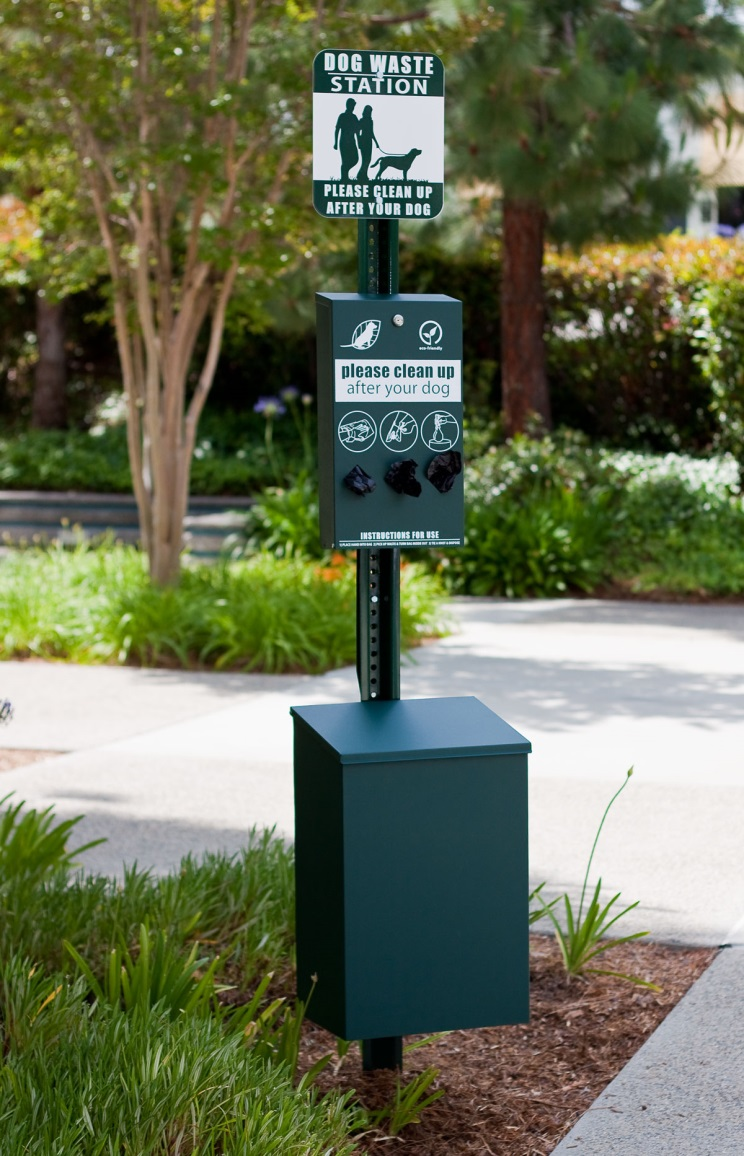 DOG WASTE
STATION
PLEASE CLEAN UP
AFTER YOUR DOG
eco-friendly
please clean up
after your dog
INSTRUCTIONS FOR USE